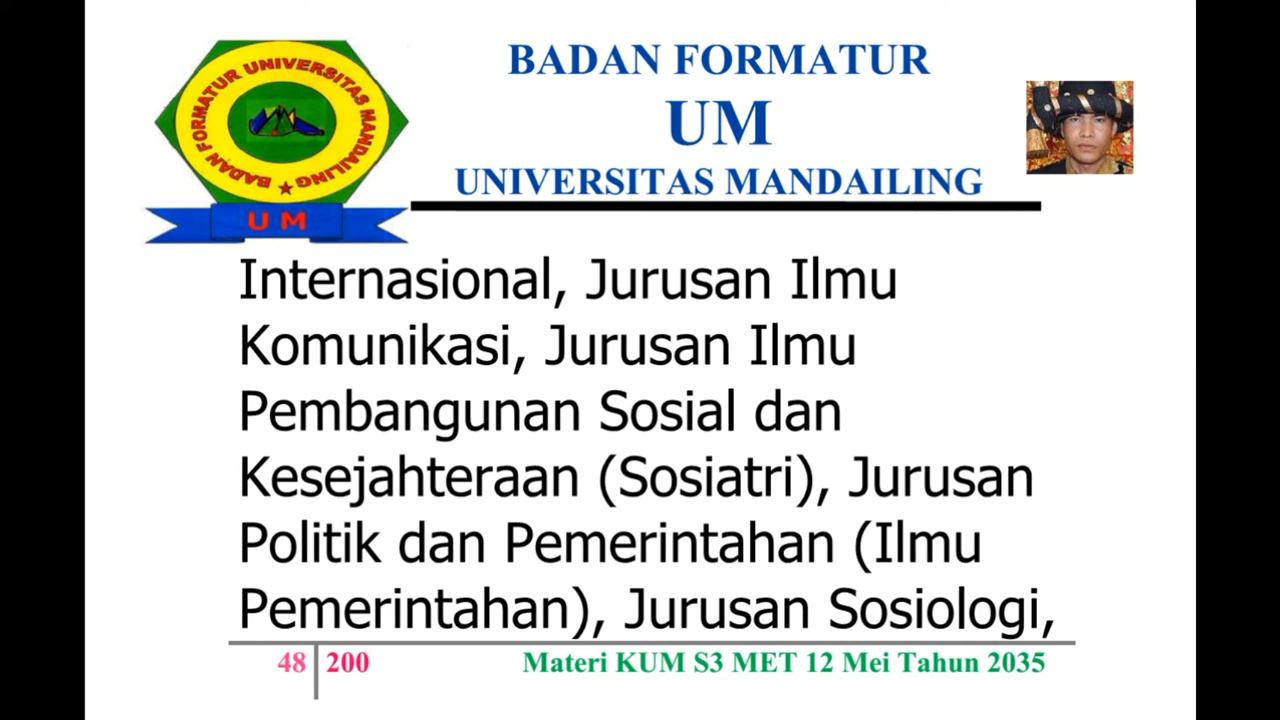 BADAN FORMATUR UNIVERSITAS MANDAILING
U M
BADAN FORMATUR
UM
UNIVERSITAS MANDAILING
Internasional, Jurusan Ilmu
Komunikasi, Jurusan Ilmu
Pembangunan Sosial dan
Kesejahteraan (Sosiatri), Jurusan
Politik dan Pemerintahan (Ilmu
Pemerintahan), Jurusan Sosiologi,
48 200 Materi KUM S3 MET 12 Mei Tahun 2035